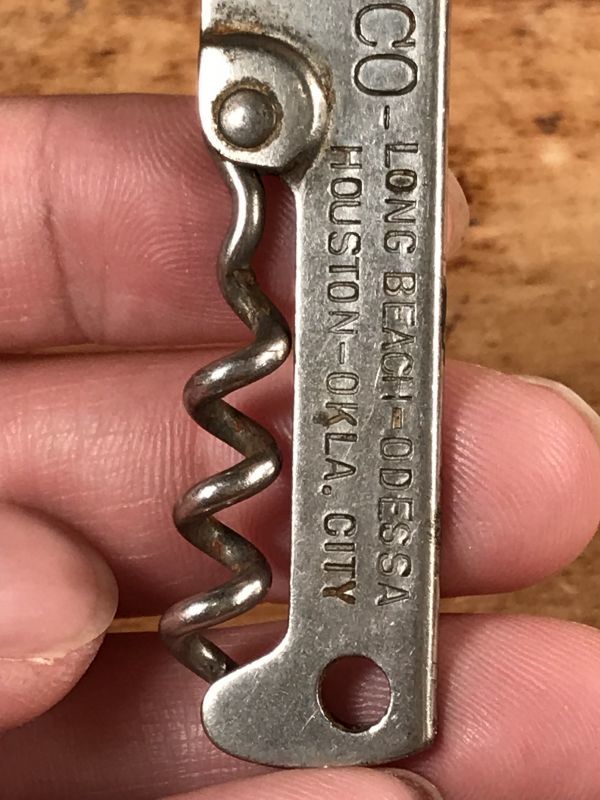 CO-
LONG BEACH-ODESSA
HOUSTON-OKLA. CITY